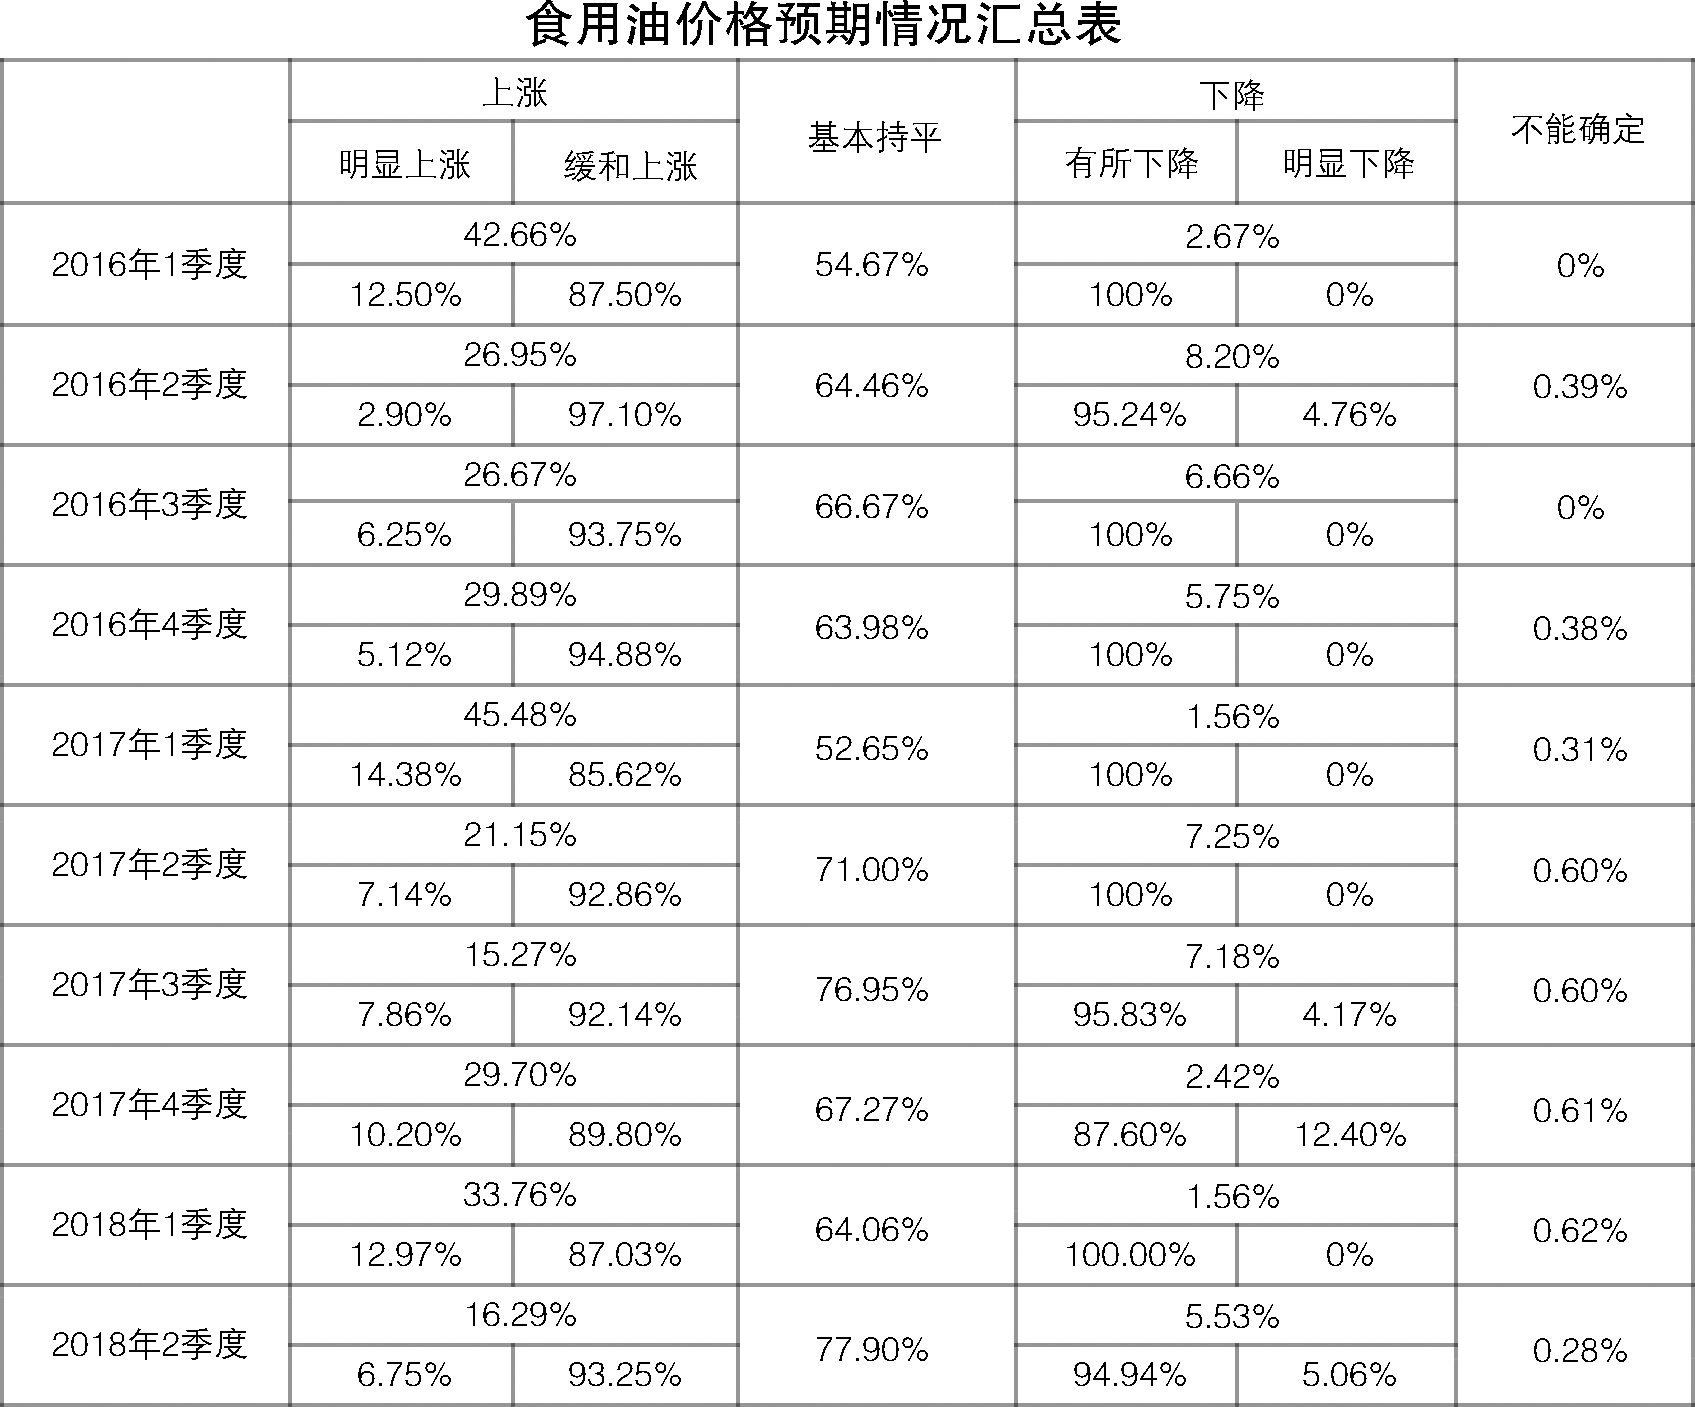 食用油价格预期情况汇总表
上涨 基本持平 下降 不能确定
明显上涨 缓和上涨 有所下降 明显下降
2016年1季度 42.66% 54.67% 2.67% 0%
12.50% 87.50% 100% 0%
2016年2季度 26.95% 64.46% 8.20% 0.39%
2.90% 97.10% 95.24% 4.76%
2016年3季度 26.67% 66.67% 6.66% 0%
6.25% 93.75% 100% 0%
2016年4季度 29.89% 63.98% 5.75% 0.38%
5.12% 94.88% 100% 0%
2017年1季度 45.48% 52.65% 1.56% 0.31%
14.38% 85.62% 100% 0%
2017年2季度 21.15% 71.00% 7.25% 0.60%
7.14% 92.86% 100% 0%
2017年3季度 15.27% 76.95% 7.18% 0.60%
7.86% 92.14% 95.83% 4.17%
2017年4季度 29.70% 67.27% 2.42% 0.61%
10.20% 89.80% 87.60% 12.40%
2018年1季度 33.76% 64.06% 1.56% 0.62%
12.97% 87.03% 100.00% 0%
2018年2季度 16.29% 77.90% 5.53% 0.28%
6.75% 93.25% 94.94% 5.06%